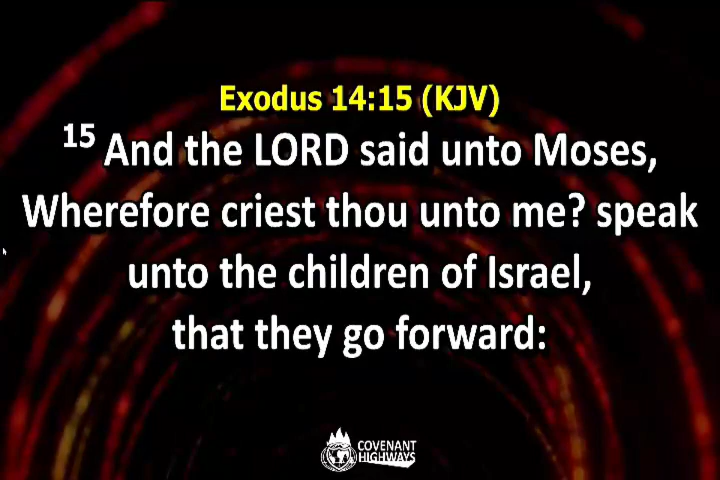 Exodus 14:15 (KJV)
15 And the LORD said unto Moses,
Wherefore criest thou unto me? speak
unto the children of Israel,
that they go forward:
COVENANT
HIGHWAYS